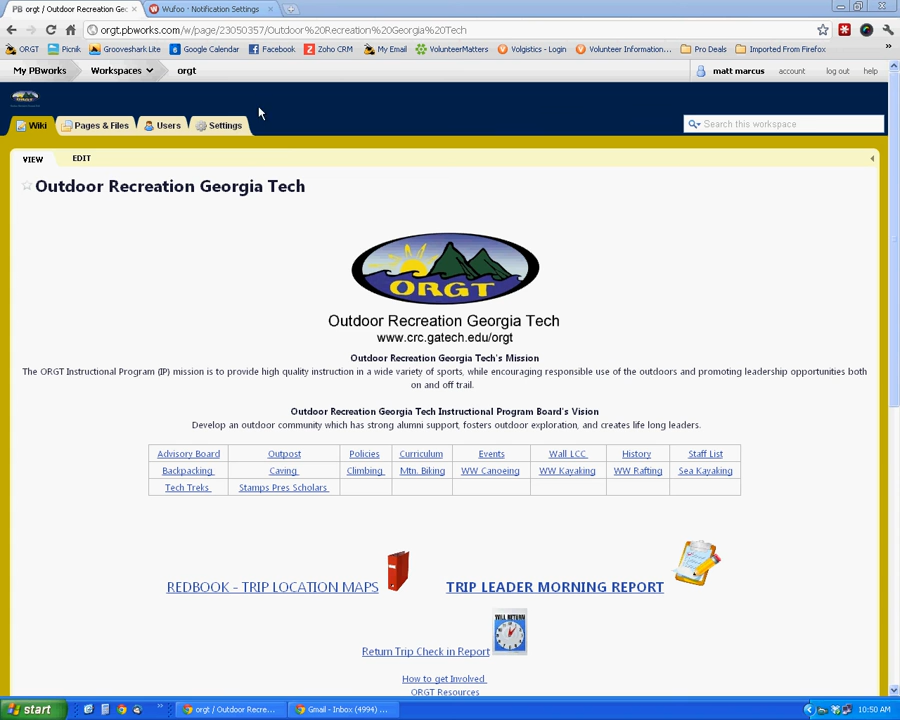 orgt / Outdoor Recreation Geo
Wufoo · Notification Settings
orgt.pbworks.com/w/page/23050357/Outdoor%20Recreation%20Georgia%20Tech
ORGT Picnik Grooveshark Lite Google Calendar Facebook Zoho CRM My Email VolunteerMatters Volgistics - Login Volunteer Information... Pro Deals Imported From Firefox »
My PBworks Workspaces orgt matt marcus account log out help
ORGT
Wiki Pages & Files Users Settings Search this workspace
VIEW EDIT
Outdoor Recreation Georgia Tech
ORGT
Outdoor Recreation Georgia Tech
www.crc.gatech.edu/orgt
Outdoor Recreation Georgia Tech's Mission
The ORGT Instructional Program (IP) mission is to provide high quality instruction in a wide variety of sports, while encouraging responsible use of the outdoors and promoting leadership opportunities both
on and off trail.
Outdoor Recreation Georgia Tech Instructional Program Board's Vision
Develop an outdoor community which has strong alumni support, fosters outdoor exploration, and creates life long leaders.
Advisory Board Outpost Policies Curriculum Events Wall LCC History Staff List
Backpacking Caving Climbing Mtn. Biking WW Canoeing WW Kayaking WW Rafting Sea Kayaking
Tech Treks Stamps Pres Scholars
REDBOOK - TRIP LOCATION MAPS TRIP LEADER MORNING REPORT
WILL RETURN
Return Trip Check in Report
How to get Involved
ORGT Resources
start » orgt / Outdoor Recre... Gmail - Inbox (4994) ... 10:50 AM